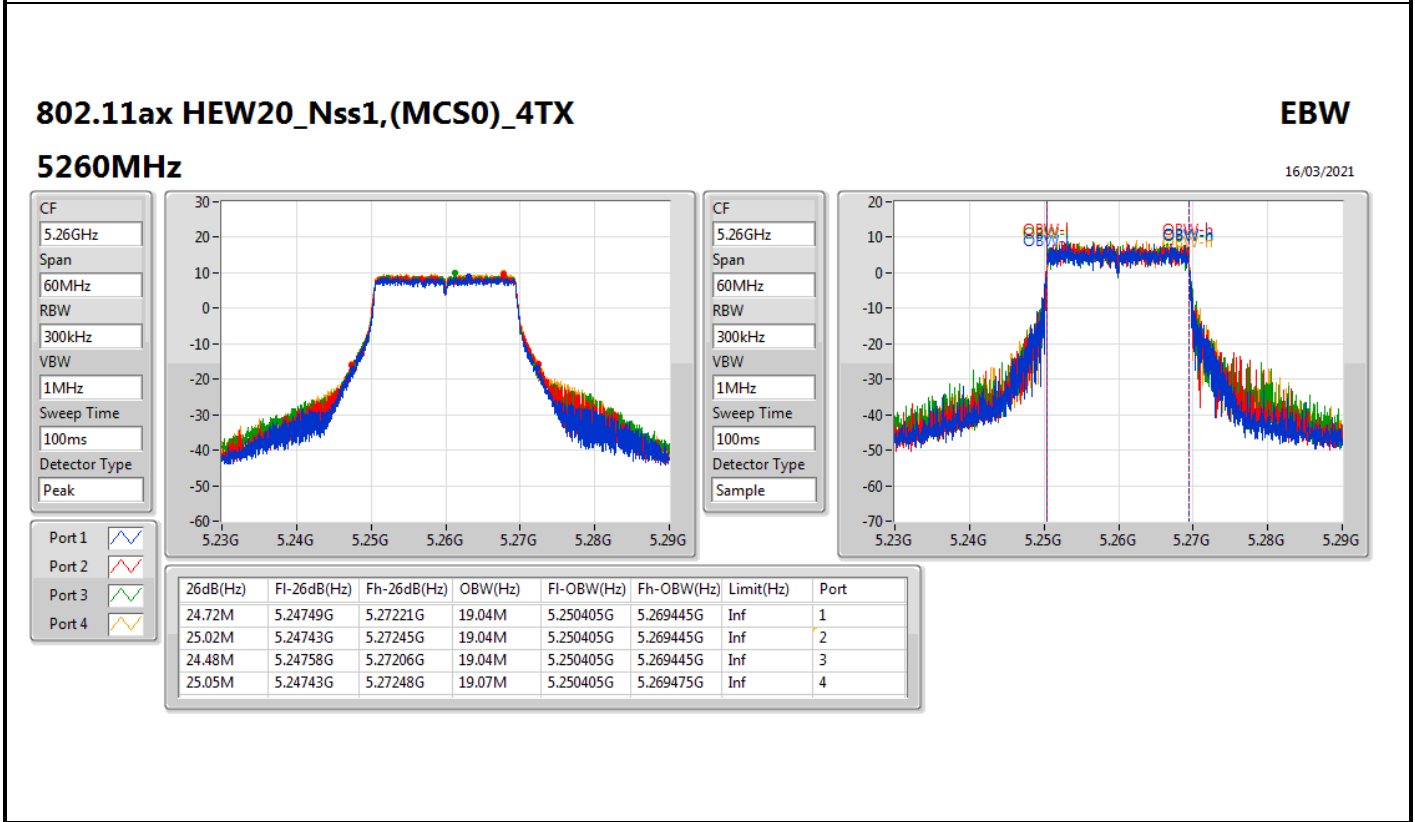 802.11ax HEW20_Nss1,(MCS0)_4TX
EBW
5260MHz
16/03/2021
CF
5.26GHz
Span
60MHz
RBW
300kHz
VBW
1MHz
Sweep Time
100ms
Detector Type
Peak
30
20
10
0
-10
-20
-30
-40
-50
-60
5.23G 5.24G 5.25G 5.26G 5.27G 5.28G 5.29G
CF
5.26GHz
Span
60MHz
RBW
300kHz
VBW
1MHz
Sweep Time
100ms
Detector Type
Sample
20
10
0
-10
-20
-30
-40
-50
-60
-70
OBW-l OBW-h
5.23G 5.24G 5.25G 5.26G 5.27G 5.28G 5.29G
Port 1
Port 2
Port 3
Port 4
26dB(Hz) Fl-26dB(Hz) Fh-26dB(Hz) OBW(Hz) Fl-OBW(Hz) Fh-OBW(Hz) Limit(Hz) Port
24.72M 5.24749G 5.27221G 19.04M 5.250405G 5.269445G Inf 1
25.02M 5.24743G 5.27245G 19.04M 5.250405G 5.269445G Inf 2
24.48M 5.24758G 5.27206G 19.04M 5.250405G 5.269445G Inf 3
25.05M 5.24743G 5.27248G 19.07M 5.250405G 5.269475G Inf 4